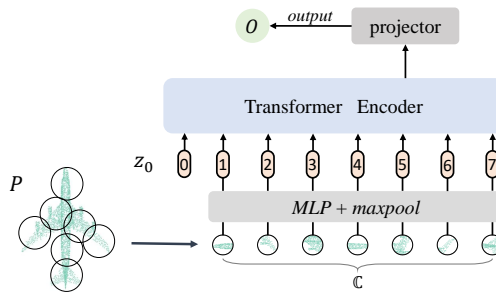 O output projector
Transformer Encoder
z0 0 1 2 3 4 5 6 7
P
MLP + maxpool
ℂ